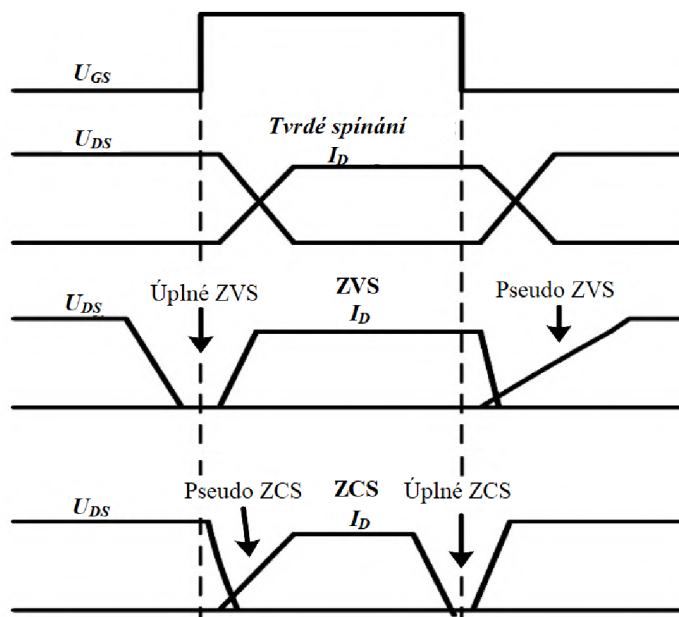 U_GS
Tvrdé spínání
U_DS
I_D
Úplné ZVS
ZVS
Pseudo ZVS
U_DS
I_D
Pseudo ZCS
ZCS
Úplné ZCS
U_DS
I_D